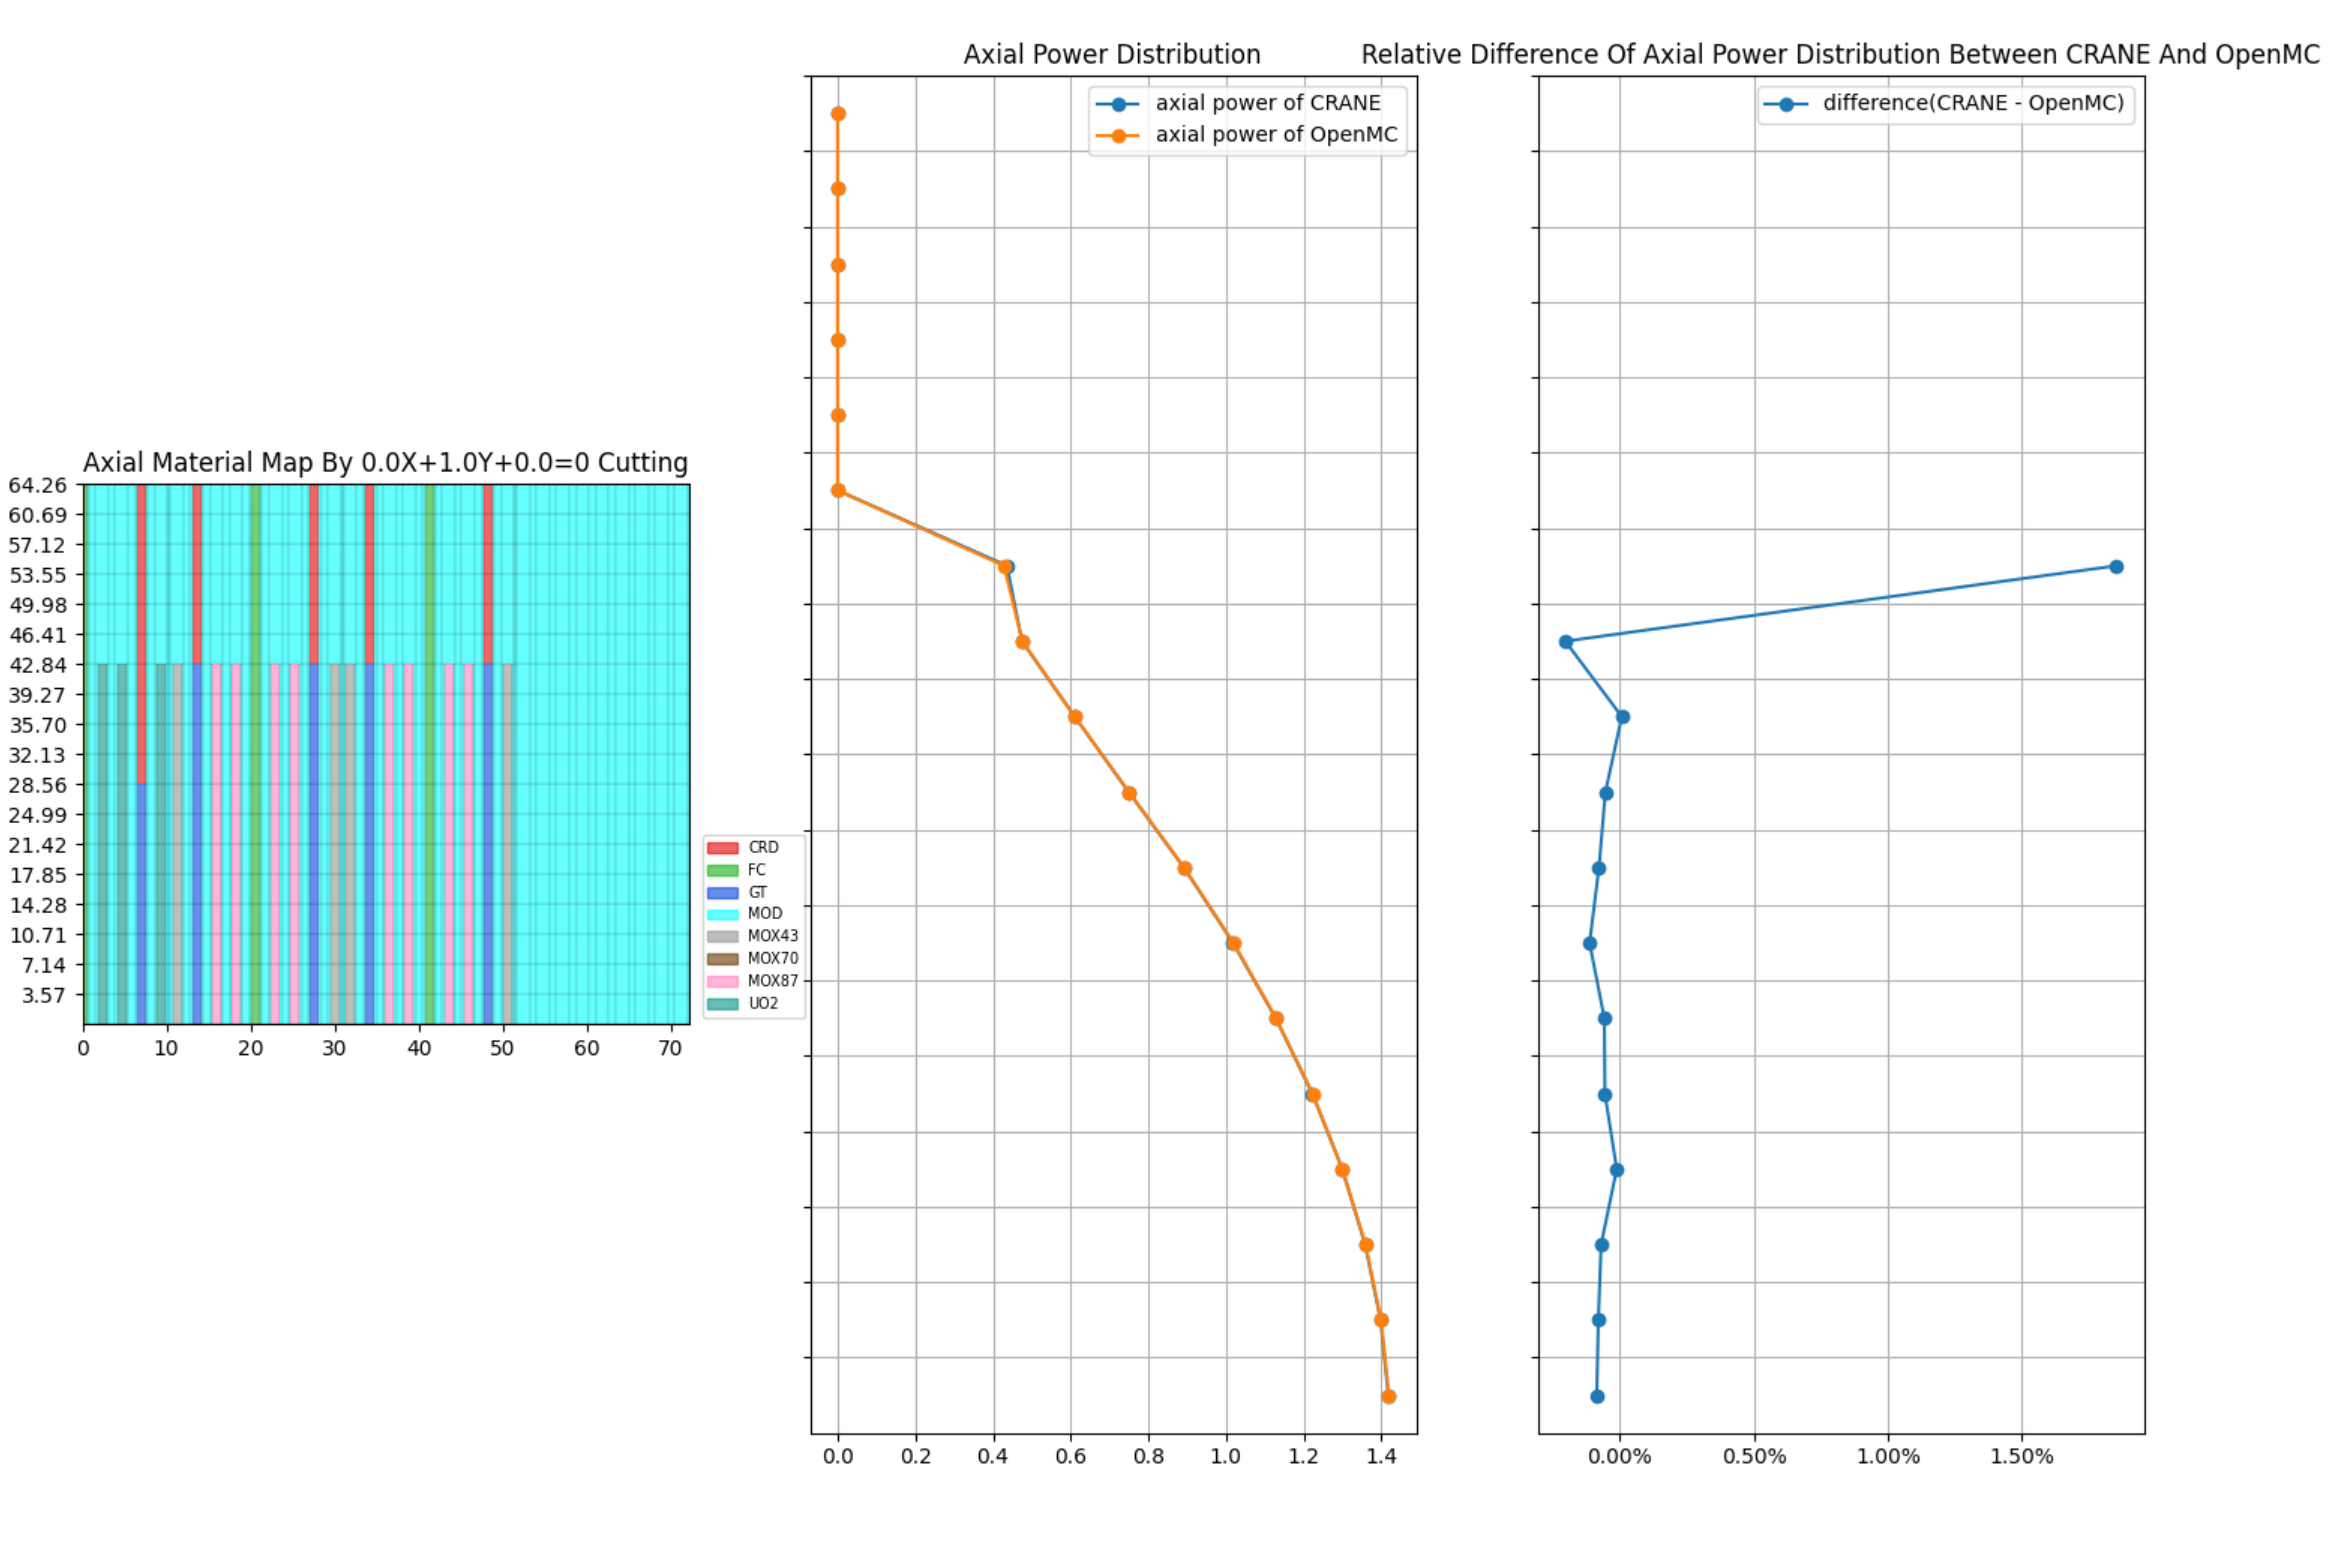 Axial Material Map By 0.0X+1.0Y+0.0=0 Cutting
64.26
60.69
57.12
53.55
49.98
46.41
42.84
39.27
35.70
32.13
28.56
24.99
21.42
17.85
14.28
10.71
7.14
3.57
0 10 20 30 40 50 60 70
CRD
FC
GT
MOD
MOX43
MOX70
MOX87
UO2
Axial Power Distribution
axial power of CRANE
axial power of OpenMC
0.0 0.2 0.4 0.6 0.8 1.0 1.2 1.4
Relative Difference Of Axial Power Distribution Between CRANE And OpenMC
difference(CRANE - OpenMC)
0.00% 0.50% 1.00% 1.50%